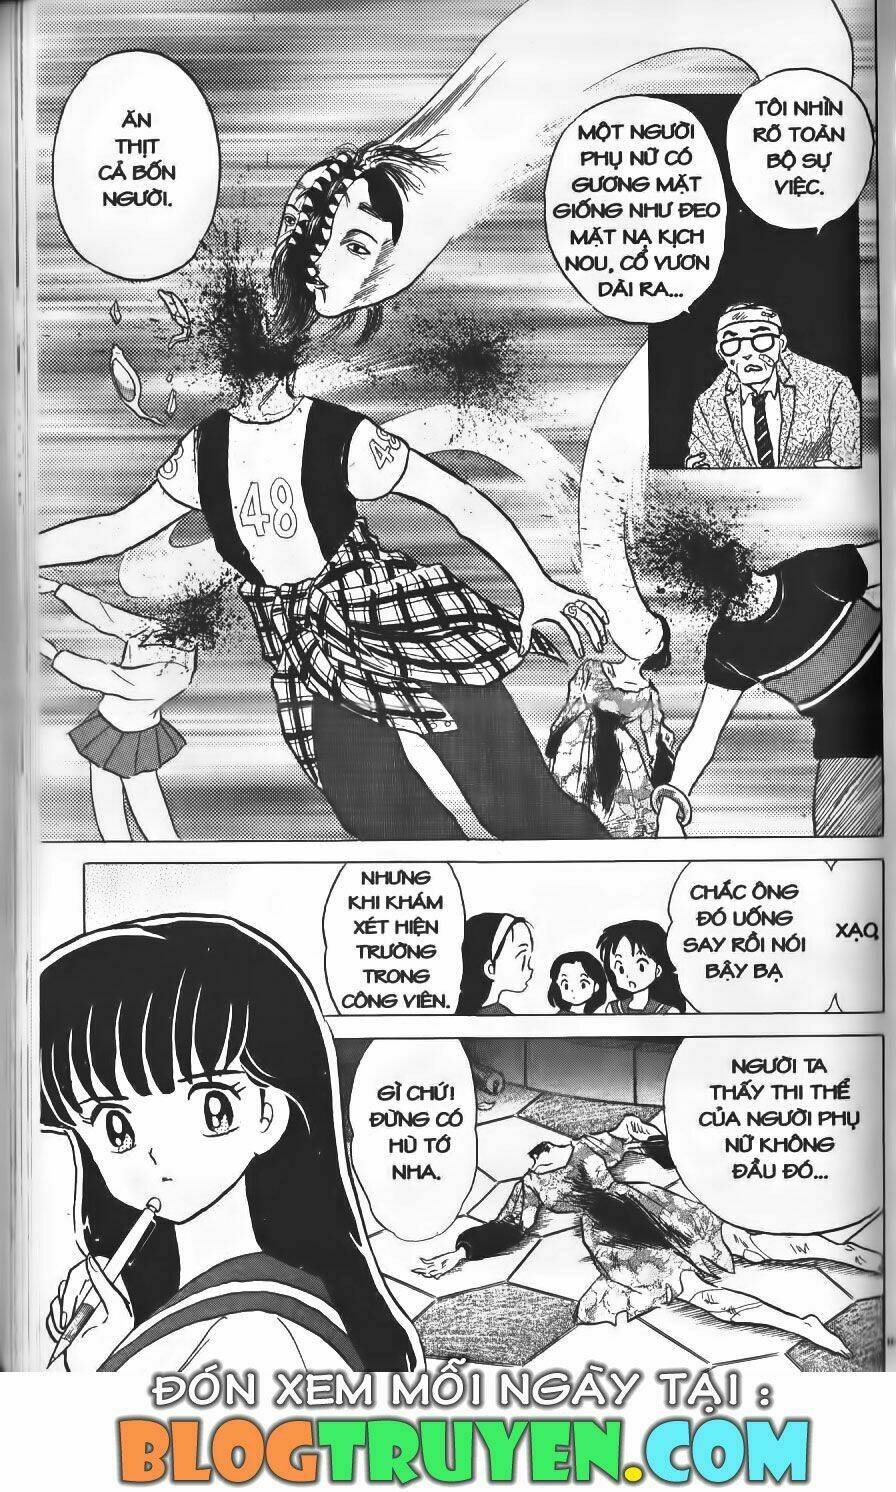 TÔI NHÌN
RÕ TOÀN
BỘ SỰ
VIỆC.
MỘT NGƯỜI
PHỤ NỮ CÓ
GƯƠNG MẶT
GIỐNG NHƯ ĐEO
MẶT NẠ KỊCH
NOU, CỔ VƯƠN
DÀI RA...
ĂN
THỊT
CẢ BỐN
NGƯỜI.
48
48
XẠO
CHẮC ÔNG
ĐÓ UỐNG
SAY RỒI NÓI
BẬY BẠ
NHƯNG
KHI KHÁM
XÉT HIỆN
TRƯỜNG
TRONG
CÔNG VIÊN.
NGƯỜI TA
THẤY THI THỂ
CỦA NGƯỜI PHỤ
NỮ KHÔNG
ĐẦU ĐÓ...
GÌ CHỨ!
ĐỪNG CÓ
HÙ TỚ
NHA.
ĐÓN XEM MỖI NGÀY TẠI :
BLOGTRUYEN.COM